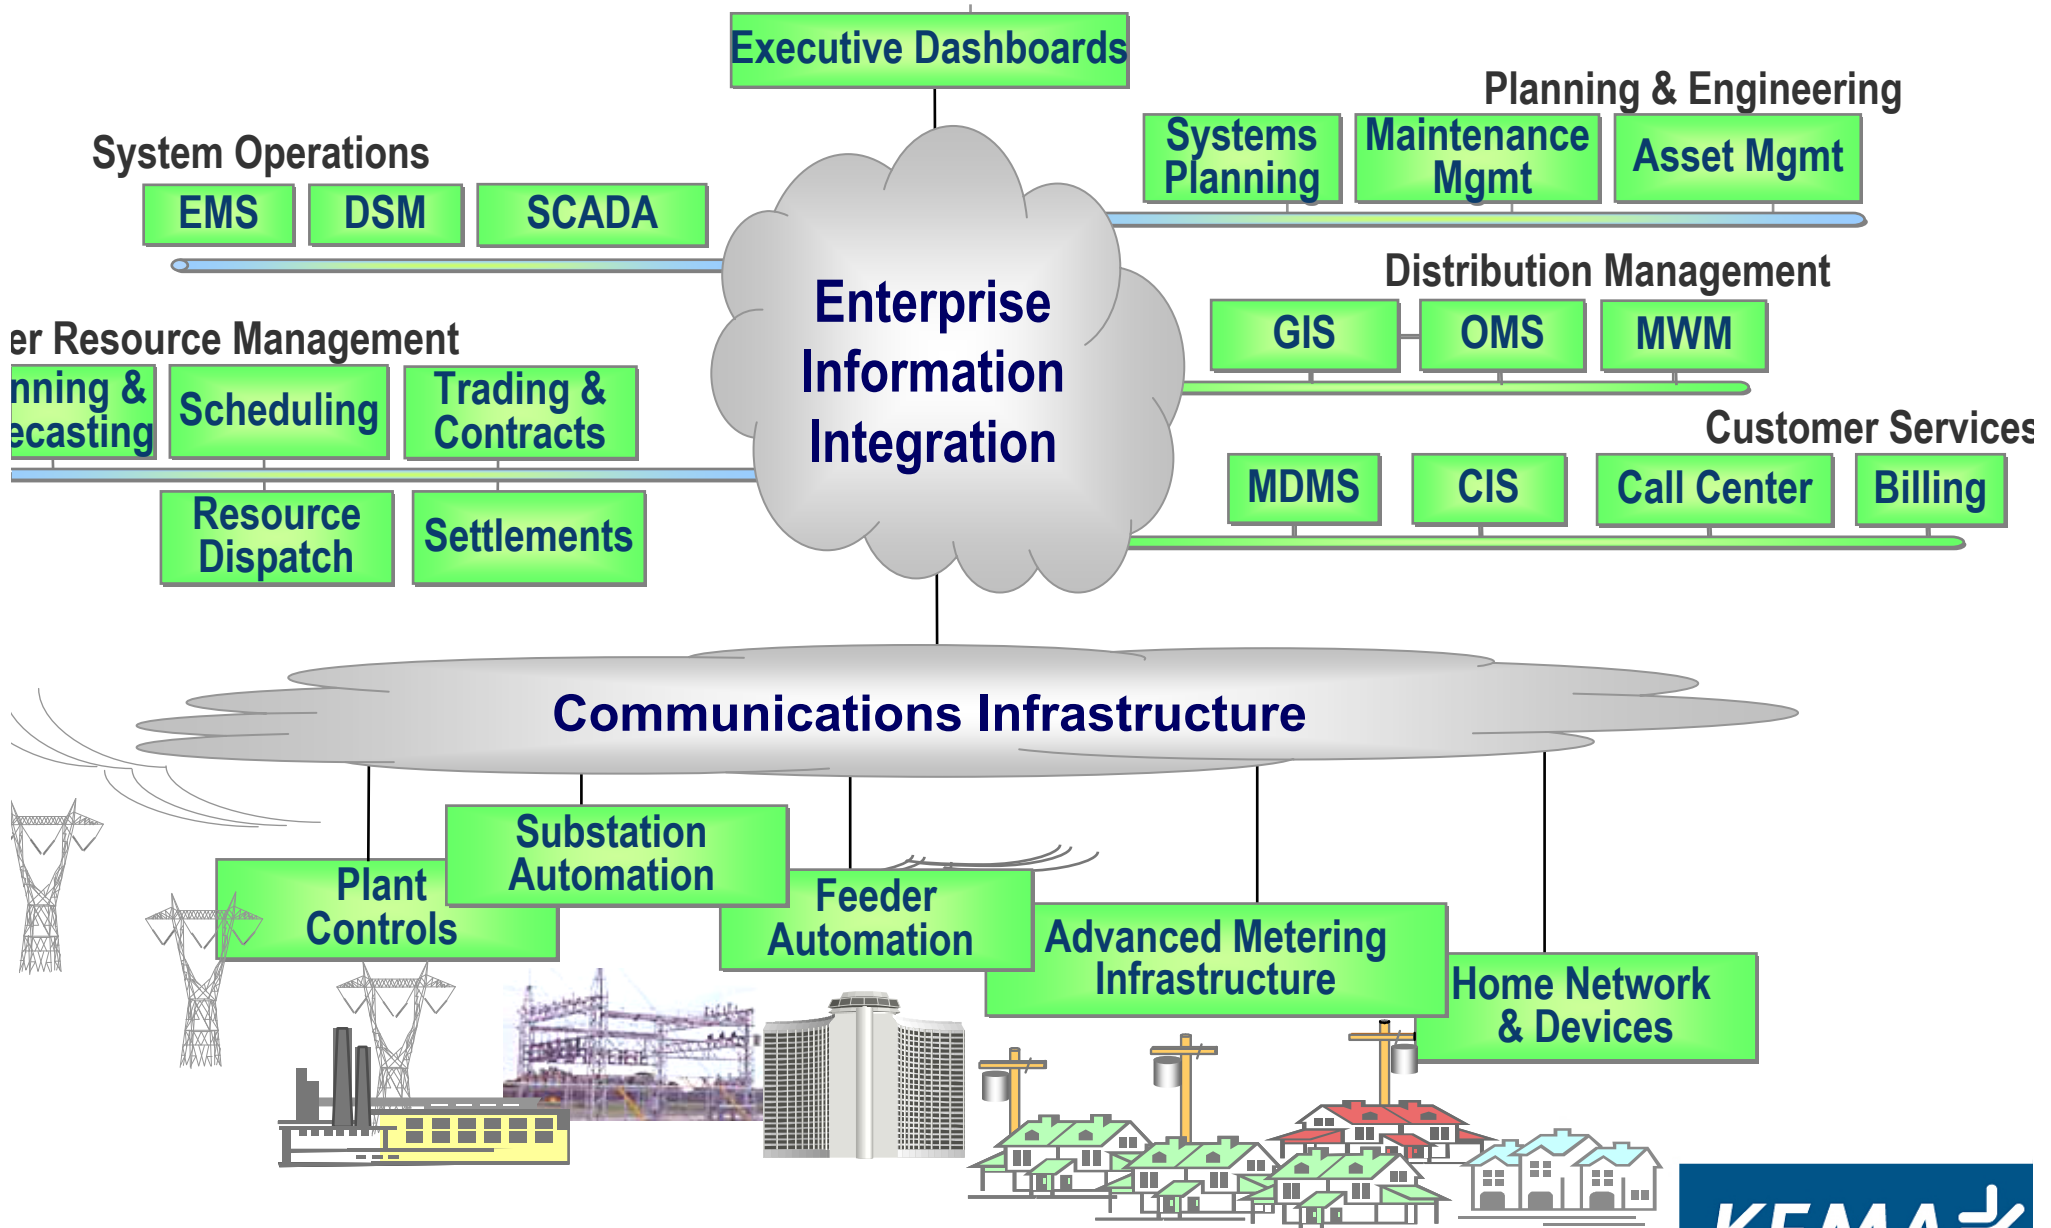 Executive Dashboards
Planning & Engineering
Systems
Planning
Maintenance
Mgmt
Asset Mgmt
System Operations
EMS
DSM
SCADA
Distribution Management
GIS
OMS
MWM
er Resource Management
nning &
ecasting
Scheduling
Trading &
Contracts
Resource
Dispatch
Settlements
Enterprise
Information
Integration
Customer Services
MDMS
CIS
Call Center
Billing
Communications Infrastructure
Plant
Controls
Substation
Automation
Feeder
Automation
Advanced Metering
Infrastructure
Home Network
& Devices
KEMA